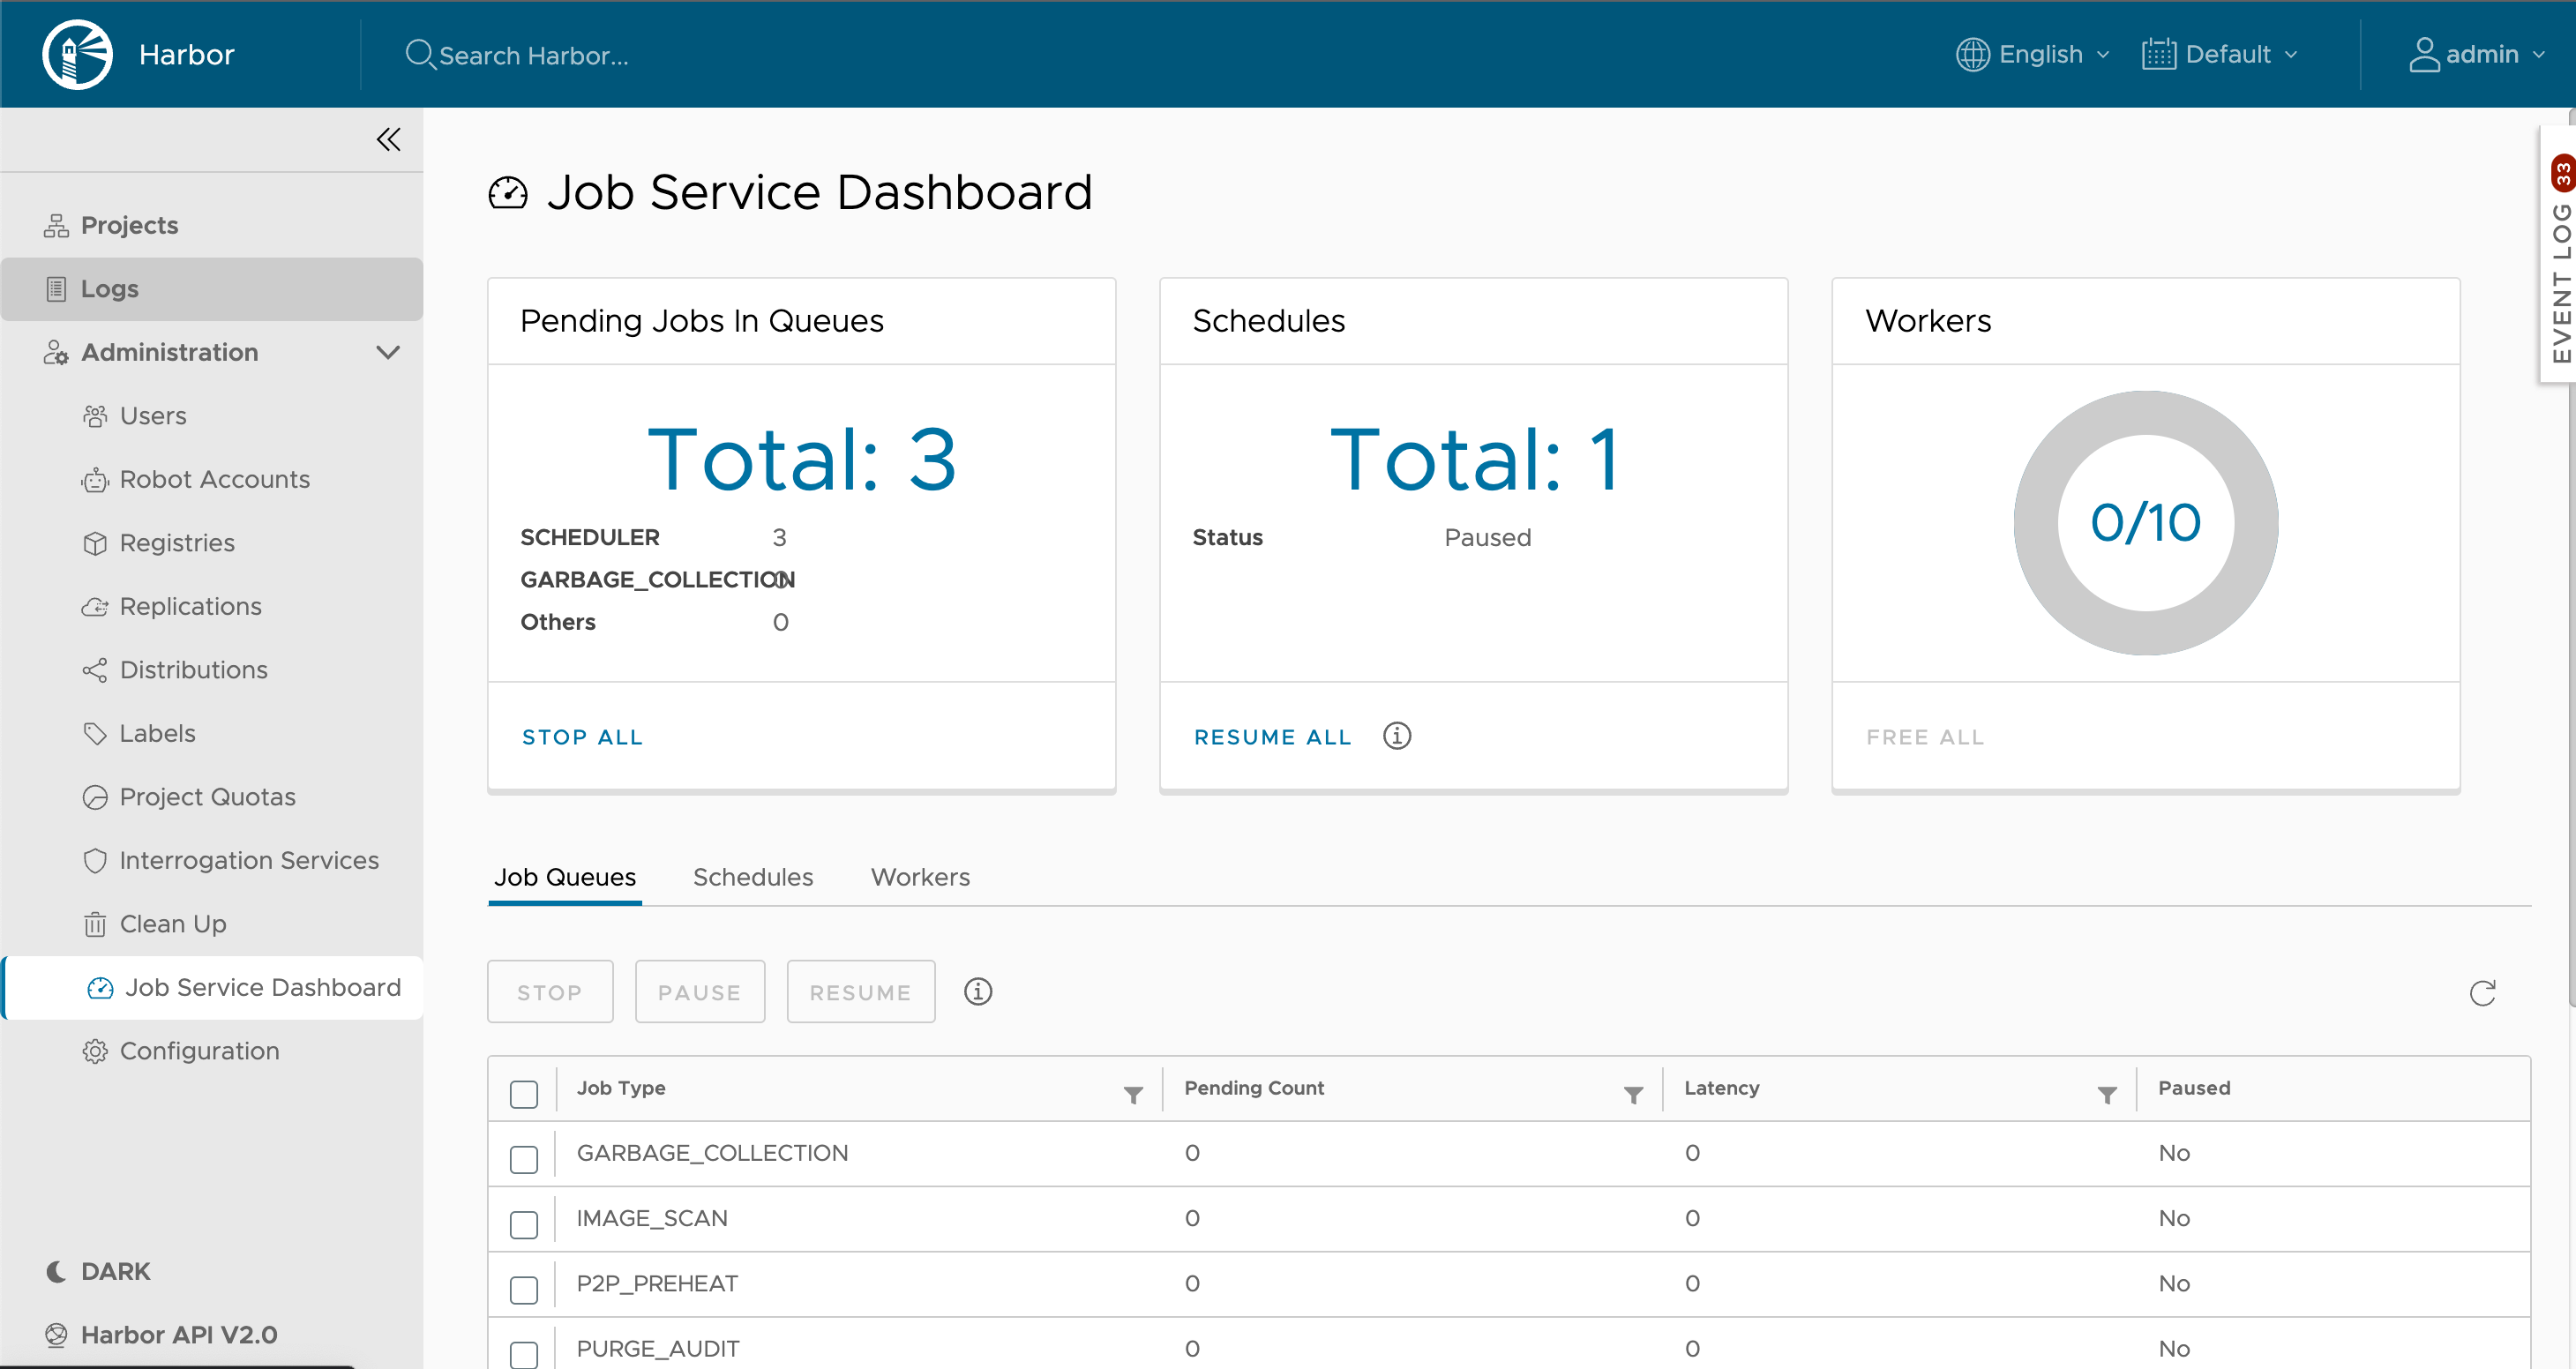 Harbor
Search Harbor...
English
Default
admin
EVENT LOG 33
Projects
Logs
Administration
Users
Robot Accounts
Registries
Replications
Distributions
Labels
Project Quotas
Interrogation Services
Clean Up
Job Service Dashboard
Configuration
DARK
Harbor API V2.0
Job Service Dashboard
Pending Jobs In Queues
Total: 3
SCHEDULER 3
GARBAGE_COLLECTION 0
Others 0
STOP ALL
Schedules
Total: 1
Status Paused
RESUME ALL
Workers
0/10
FREE ALL
Job Queues Schedules Workers
STOP PAUSE RESUME
Job Type Pending Count Latency Paused
GARBAGE_COLLECTION 0 0 No
IMAGE_SCAN 0 0 No
P2P_PREHEAT 0 0 No
PURGE_AUDIT 0 0 No